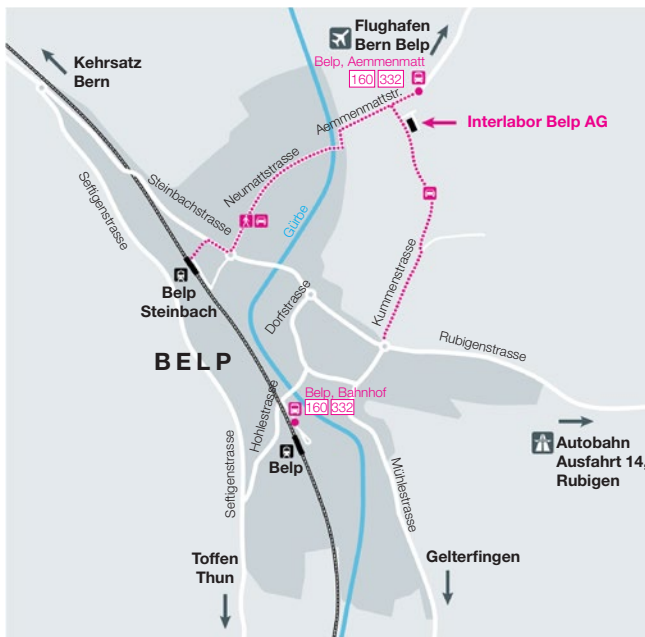 Flughafen
Bern Belp
Kehrsatz
Bern
Belp, Aemmenmatt
160 332
Aemmenmattstr.
Interlabor Belp AG
Neumattstrasse
Steinbachstrasse
Seftigenstrasse
Gürbe
Belp
Steinbach
Dorfstrasse
Kummenstrasse
Rubigenstrasse
BELP
Belp, Bahnhof
160 332
Hohlestrasse
Autobahn
Ausfahrt 14,
Rubigen
Belp
Seftigenstrasse
Mühlestrasse
Toffen
Thun
Gelterfingen